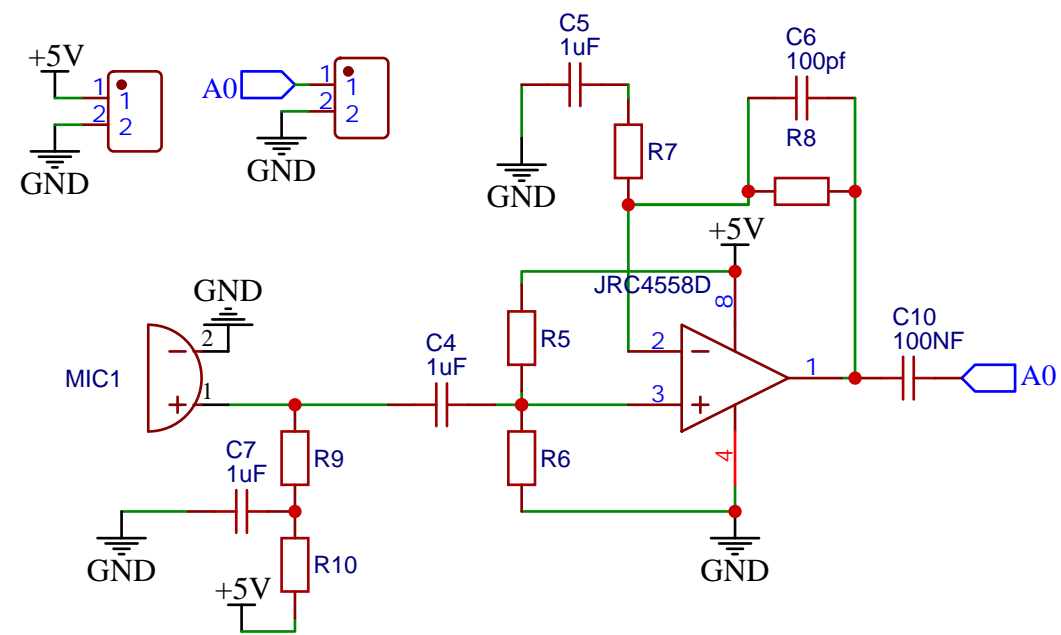 +5V
1
1
2
2
GND
A0
1
1
2
2
GND
C5
1uF
GND
R7
C6
100pf
R8
+5V
JRC4558D
8
2
3
1
4
GND
C10
100NF
A0
GND
2
MIC1
1
C4
1uF
R5
R6
R9
C7
1uF
GND
R10
+5V